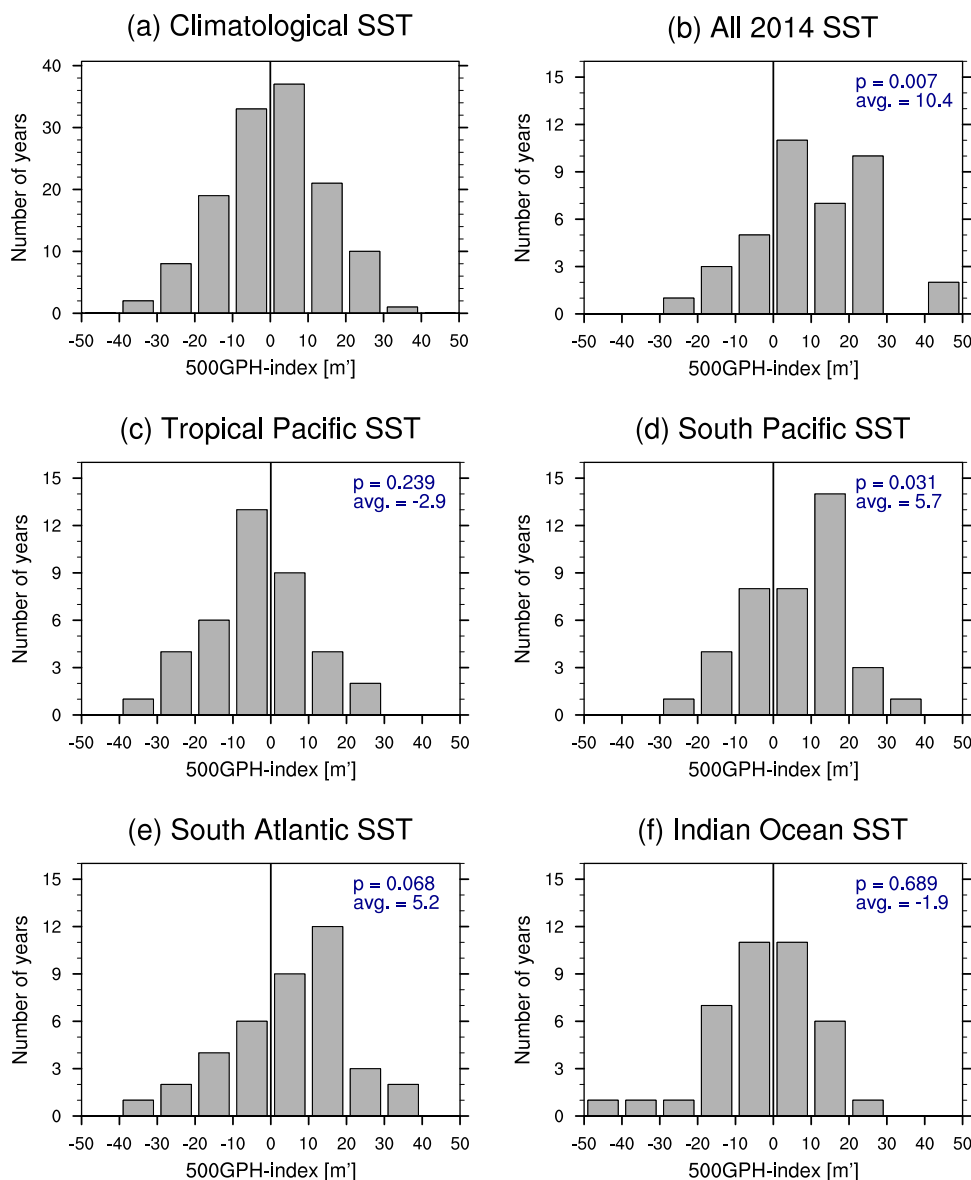 (a) Climatological SST
Number of years
40
30
20
10
0
-50 -40 -30 -20 -10 0 10 20 30 40 50
500GPH-index [m']
(b) All 2014 SST
p = 0.007
avg. = 10.4
Number of years
15
12
9
6
3
0
-50 -40 -30 -20 -10 0 10 20 30 40 50
500GPH-index [m']
(c) Tropical Pacific SST
p = 0.239
avg. = -2.9
Number of years
15
12
9
6
3
0
-50 -40 -30 -20 -10 0 10 20 30 40 50
500GPH-index [m']
(d) South Pacific SST
p = 0.031
avg. = 5.7
Number of years
15
12
9
6
3
0
-50 -40 -30 -20 -10 0 10 20 30 40 50
500GPH-index [m']
(e) South Atlantic SST
p = 0.068
avg. = 5.2
Number of years
15
12
9
6
3
0
-50 -40 -30 -20 -10 0 10 20 30 40 50
500GPH-index [m']
(f) Indian Ocean SST
p = 0.689
avg. = -1.9
Number of years
15
12
9
6
3
0
-50 -40 -30 -20 -10 0 10 20 30 40 50
500GPH-index [m']